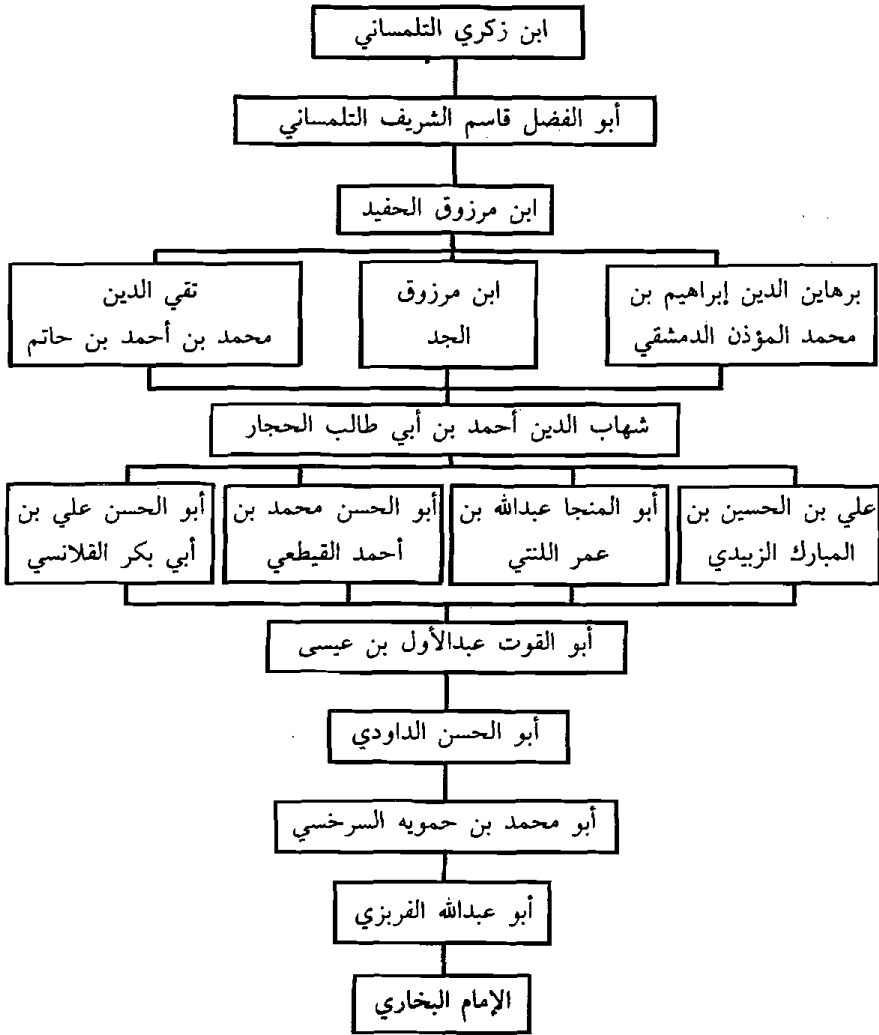 ابن زكري التلمساني
أبو الفضل قاسم الشريف التلمساني
ابن مرزوق الحفيد
برهاين الدين إبراهيم بن
محمد المؤذن الدمشقي
ابن مرزوق
الجد
تقي الدين
محمد بن أحمد بن حاتم
شهاب الدين أحمد بن أبي طالب الحجار
علي بن الحسين بن
المبارك الزبيدي
أبو المنجا عبدالله بن
عمر اللنتي
أبو الحسن محمد بن
أحمد القيطعي
أبو الحسن علي بن
أبي بكر القلانسي
أبو القوت عبدالأول بن عيسى
أبو الحسن الداودي
أبو محمد بن حمويه السرخسي
أبو عبدالله الفربزي
الإمام البخاري